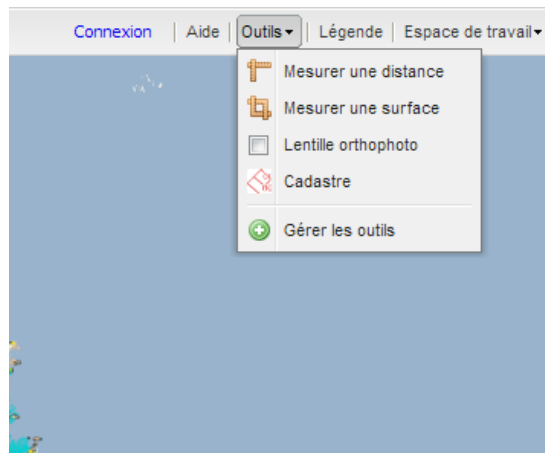 Connexion | Aide | Outils | Légende | Espace de travail
Mesurer une distance
Mesurer une surface
Lentille orthophoto
Cadastre
Gérer les outils